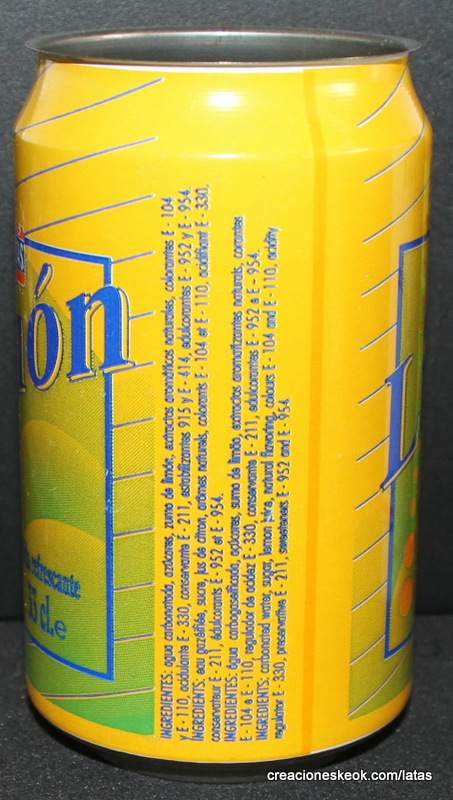 ión
refrescante
33 cl.e
L
INGREDIENTES: agua carbonatada, azúcares, zumo de limón, extractos aromáticos naturales, colorantes E - 104
y E - 110, acidulante E - 330, conservante E - 211, estabilizantes 915 y E - 414, edulcorantes E - 952 y E - 954.
INGREDIENTS: eau gazéifiée, sucre, jus de citron, arômes naturels, colorants E - 104 et E - 110, acidifiant E - 330,
conservateur E - 211, édulcorants E - 952 et E - 954.
INGREDIENTES: água carbogaseificada, açúcares, sumo de limão, extractos aromatizantes naturais, corantes
E - 104 e E - 110, regulador de acidez E - 330, conservante E - 211, edulcorantes E - 952 e E - 954.
INGREDIENTS: carbonated water, sugar, lemon juice, natural flavoring, colours E - 104 and E - 110, acidity
regulator E - 330, preservative E - 211, sweeteners E - 952 and E - 954
creacioneskeok.com/latas